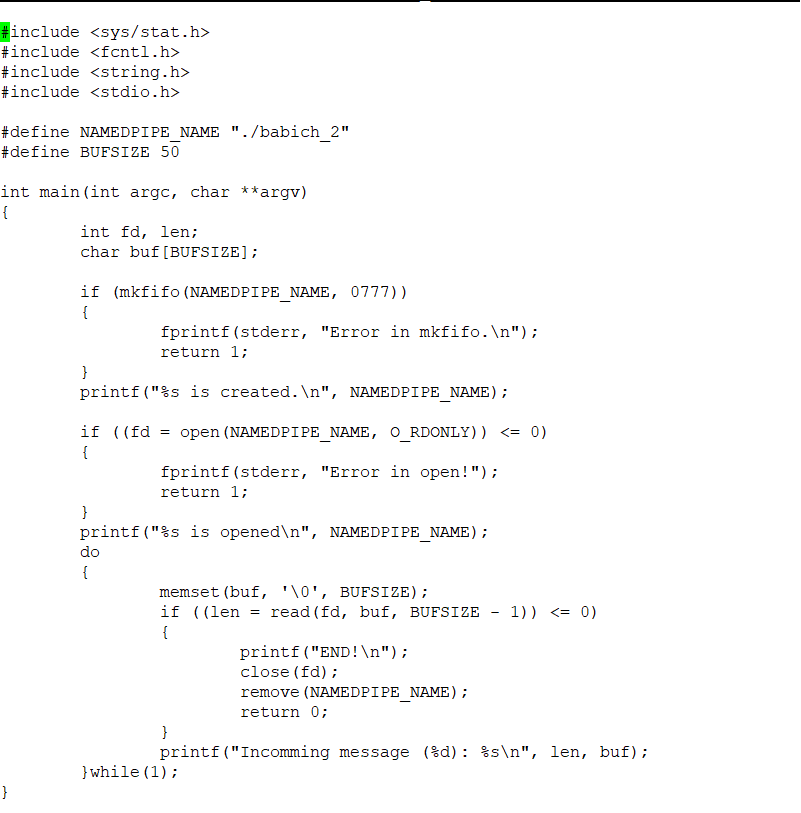 #include <sys/stat.h>
#include <fcntl.h>
#include <string.h>
#include <stdio.h>

#define NAMEDPIPE_NAME "./babich_2"
#define BUFSIZE 50

int main(int argc, char **argv)
{
        int fd, len;
        char buf[BUFSIZE];

        if (mkfifo(NAMEDPIPE_NAME, 0777))
        {
                fprintf(stderr, "Error in mkfifo.\n");
                return 1;
        }
        printf("%s is created.\n", NAMEDPIPE_NAME);

        if ((fd = open(NAMEDPIPE_NAME, O_RDONLY)) <= 0)
        {
                fprintf(stderr, "Error in open!");
                return 1;
        }
        printf("%s is opened\n", NAMEDPIPE_NAME);
        do
        {
                memset(buf, '\0', BUFSIZE);
                if ((len = read(fd, buf, BUFSIZE - 1)) <= 0)
                {
                        printf("END!\n");
                        close(fd);
                        remove(NAMEDPIPE_NAME);
                        return 0;
                }
                printf("Incomming message (%d): %s\n", len, buf);
        }while(1);
}